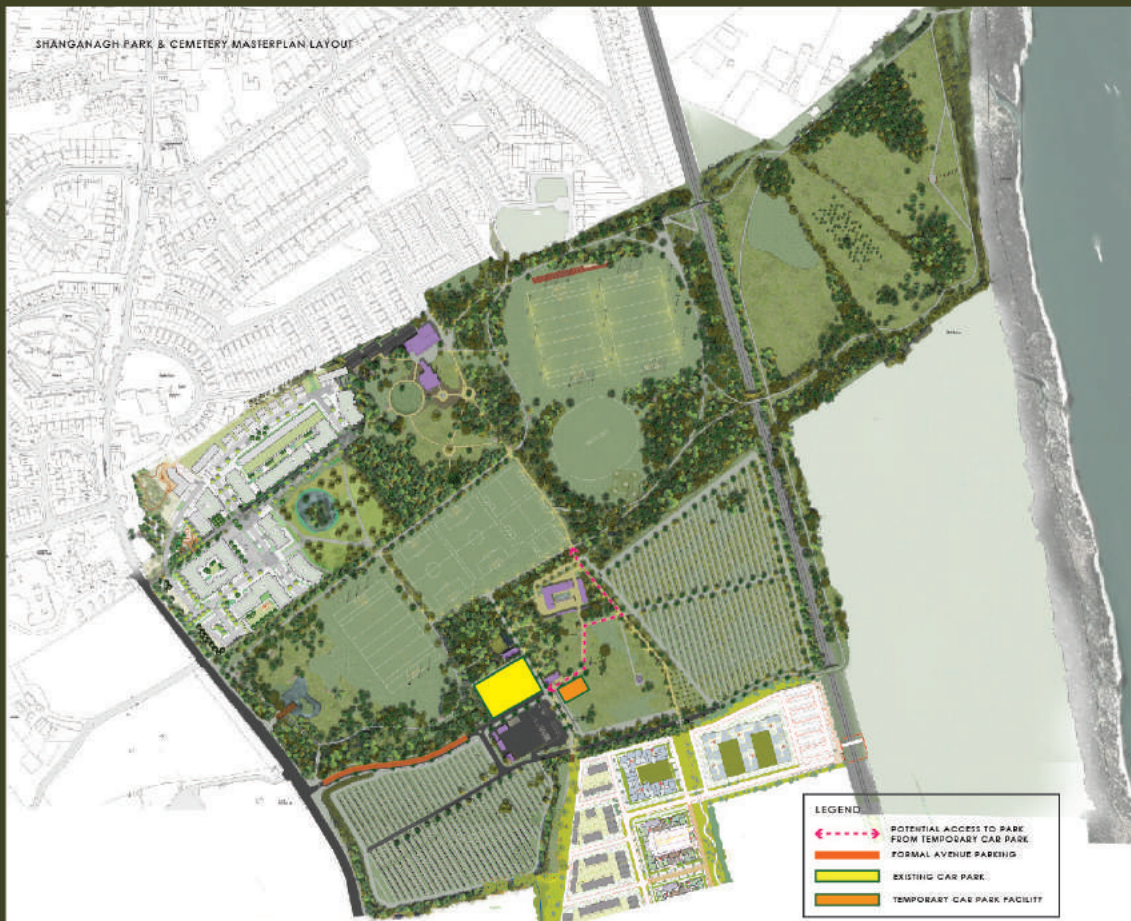 SHANGANAGH PARK & CEMETERY MASTERPLAN LAYOUT
LEGEND
POTENTIAL ACCESS TO PARK
FROM TEMPORARY CAR PARK
FORMAL AVENUE PARKING
EXISTING CAR PARK
TEMPORARY CAR PARK FACILITY